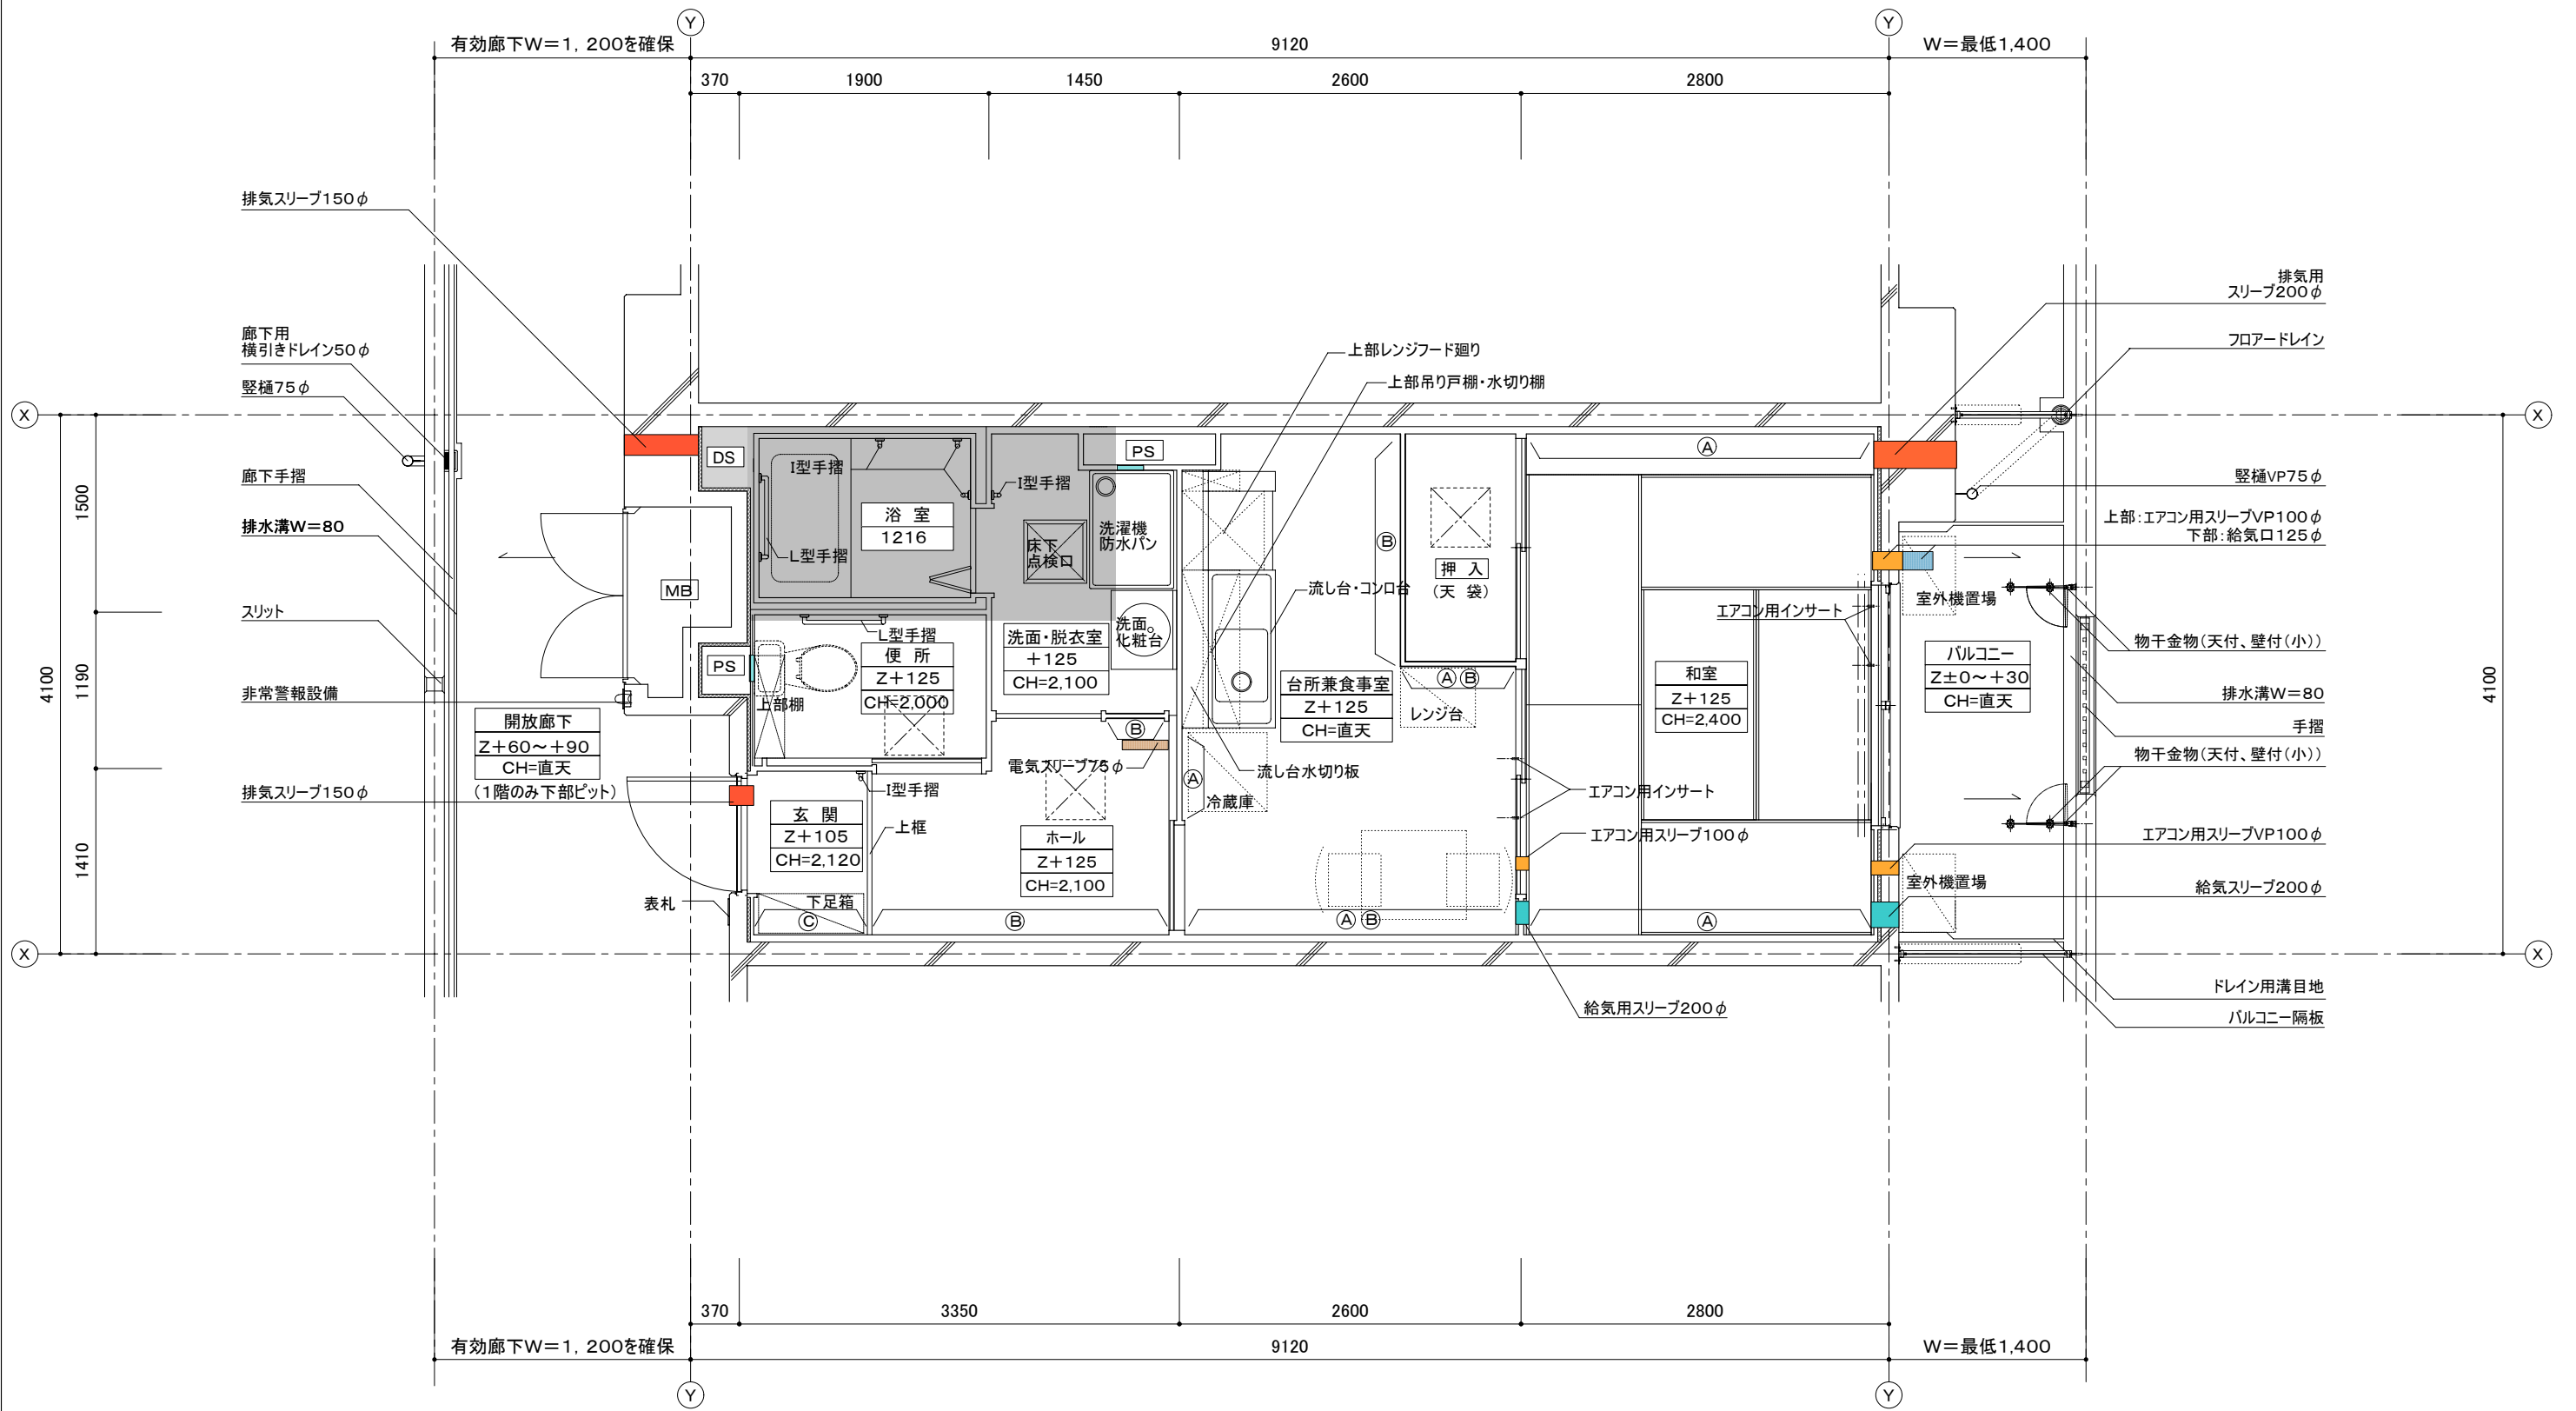 Y
Y
有効廊下W=1,200を確保
9120
W=最低1,400
370
1900
1450
2600
2800
排気スリーブ150φ
廊下用
横引きドレイン50φ
竪樋75φ
廊下手摺
排水溝W=80
スリット
非常警報設備
排気スリーブ150φ
X
X
4100
1500
1190
1410
開放廊下
Z+60~+90
CH=直天
(1階のみ下部ピット)
表札
MB
DS
PS
PS
I型手摺
L型手摺
浴 室
1216
I型手摺
床下
点検口
洗濯機
防水パン
洗面
化粧台
洗面・脱衣室
+125
CH=2,100
L型手摺
便 所
Z+125
CH=2,000
上部棚
I型手摺
玄 関
Z+105
CH=2,120
上框
下足箱
C
ホール
Z+125
CH=2,100
B
B
電気スリーブ75φ
上部レンジフード廻り
上部吊り戸棚・水切り棚
流し台・コンロ台
流し台水切り板
A
冷蔵庫
台所兼食事室
Z+125
CH=直天
B
A B
レンジ台
A B
押 入
(天 袋)
エアコン用インサート
エアコン用スリーブ100φ
給気用スリーブ200φ
A
エアコン用インサート
和室
Z+125
CH=2,400
A
室外機置場
バルコニー
Z±0~+30
CH=直天
室外機置場
排気用
スリーブ200φ
フロアードレイン
竪樋VP75φ
上部:エアコン用スリーブVP100φ
下部:給気口125φ
物干金物(天付、壁付(小))
排水溝W=80
手摺
物干金物(天付、壁付(小))
エアコン用スリーブVP100φ
給気スリーブ200φ
ドレイン用溝目地
バルコニー隔板
X
X
4100
370
3350
2600
2800
有効廊下W=1,200を確保
9120
W=最低1,400
Y
Y